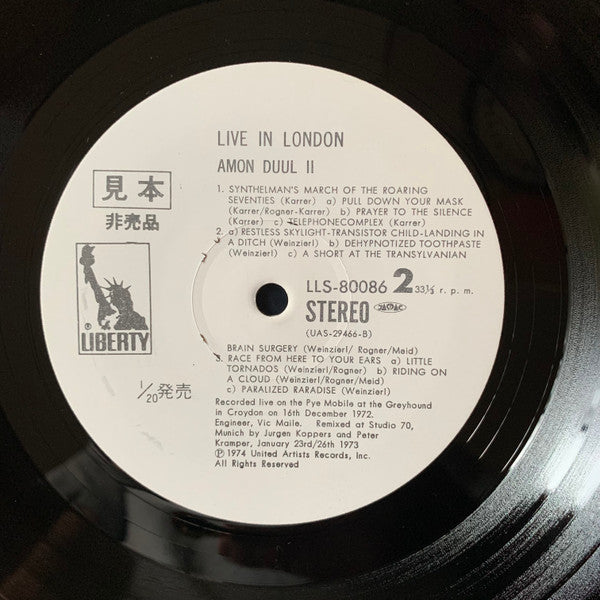 LIVE IN LONDON
AMON DUUL II
見本
非売品
1. SYNTHELMAN'S MARCH OF THE ROARING
SEVENTIES (Karrer) a) PULL DOWN YOUR MASK
(Karrer/Rogner-Karrer) b) PRAYER TO THE SILENCE
(Karrer) c) TELEPHONECOMPLEX (Karrer)
2. a) RESTLESS SKYLIGHT-TRANSISTOR CHILD-LANDING IN
A DITCH (Weinzierl) b) DEHYPNOTIZED TOOTHPASTE
(Weinzierl) c) A SHORT AT THE TRANSYLVANIAN
LLS-80086 2 33⅓ r. p. m.
STEREO
(UAS-29466-B)
® LIBERTY
BRAIN SURGERY (Weinzierl/Rogner/Meid)
3. RACE FROM HERE TO YOUR EARS a) LITTLE
TORNADOS (Weinzierl/Rogner) b) RIDING ON
A CLOUD (Weinzierl/Rogner/Meid)
c) PARALIZED RARADISE (Weinzierl)
1/20発売
Recorded live on the Pye Mobile at the Greyhound
in Croydon on 16th December 1972.
Engineer, Vic Maile. Remixed at Studio 70,
Munich by Jurgen Koppers and Peter
Kramper, January 23rd/26th 1973
℗ 1974 United Artists Records, Inc.
All Rights Reserved